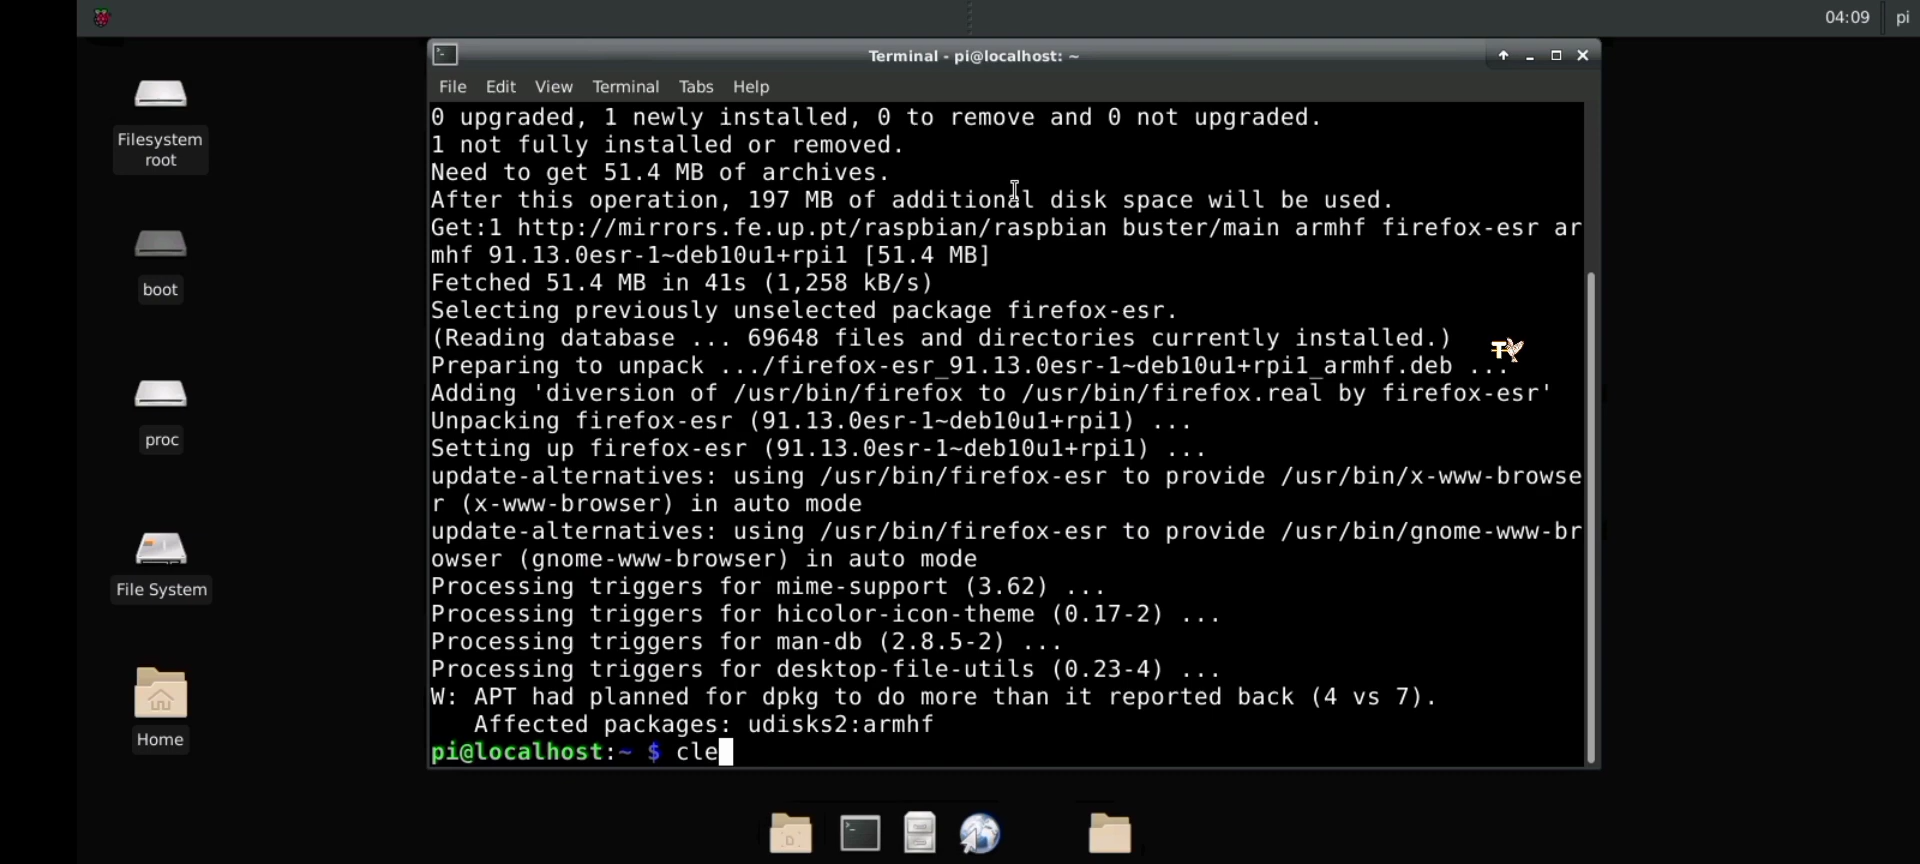 04:09 pi
Terminal - pi@localhost: ~
File Edit View Terminal Tabs Help
0 upgraded, 1 newly installed, 0 to remove and 0 not upgraded.
1 not fully installed or removed.
Need to get 51.4 MB of archives.
After this operation, 197 MB of additional disk space will be used.
Get:1 http://mirrors.fe.up.pt/raspbian/raspbian buster/main armhf firefox-esr ar
mhf 91.13.0esr-1~deb10u1+rpi1 [51.4 MB]
Fetched 51.4 MB in 41s (1,258 kB/s)
Selecting previously unselected package firefox-esr.
(Reading database ... 69648 files and directories currently installed.)
Preparing to unpack .../firefox-esr_91.13.0esr-1~deb10u1+rpi1_armhf.deb ...
Adding 'diversion of /usr/bin/firefox to /usr/bin/firefox.real by firefox-esr'
Unpacking firefox-esr (91.13.0esr-1~deb10u1+rpi1) ...
Setting up firefox-esr (91.13.0esr-1~deb10u1+rpi1) ...
update-alternatives: using /usr/bin/firefox-esr to provide /usr/bin/x-www-browse
r (x-www-browser) in auto mode
update-alternatives: using /usr/bin/firefox-esr to provide /usr/bin/gnome-www-br
owser (gnome-www-browser) in auto mode
Processing triggers for mime-support (3.62) ...
Processing triggers for hicolor-icon-theme (0.17-2) ...
Processing triggers for man-db (2.8.5-2) ...
Processing triggers for desktop-file-utils (0.23-4) ...
W: APT had planned for dpkg to do more than it reported back (4 vs 7).
   Affected packages: udisks2:armhf
pi@localhost:~ $ cle
Filesystem
root
boot
proc
File System
Home